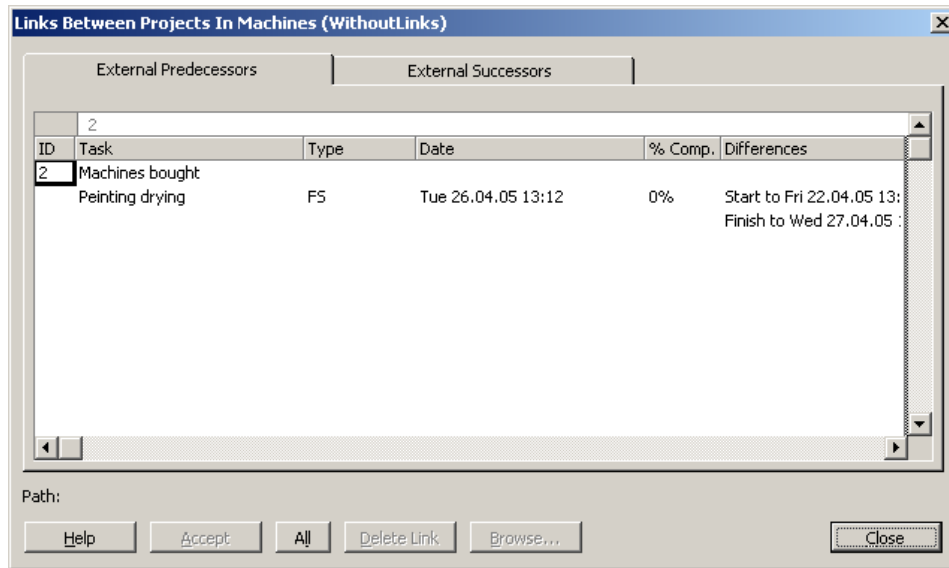 Links Between Projects In Machines (WithoutLinks)
External Predecessors External Successors
2
ID Task Type Date % Comp. Differences
2 Machines bought
Peinting drying FS Tue 26.04.05 13:12 0% Start to Fri 22.04.05 13:
Finish to Wed 27.04.05
Path:
Help Accept All Delete Link Browse... Close